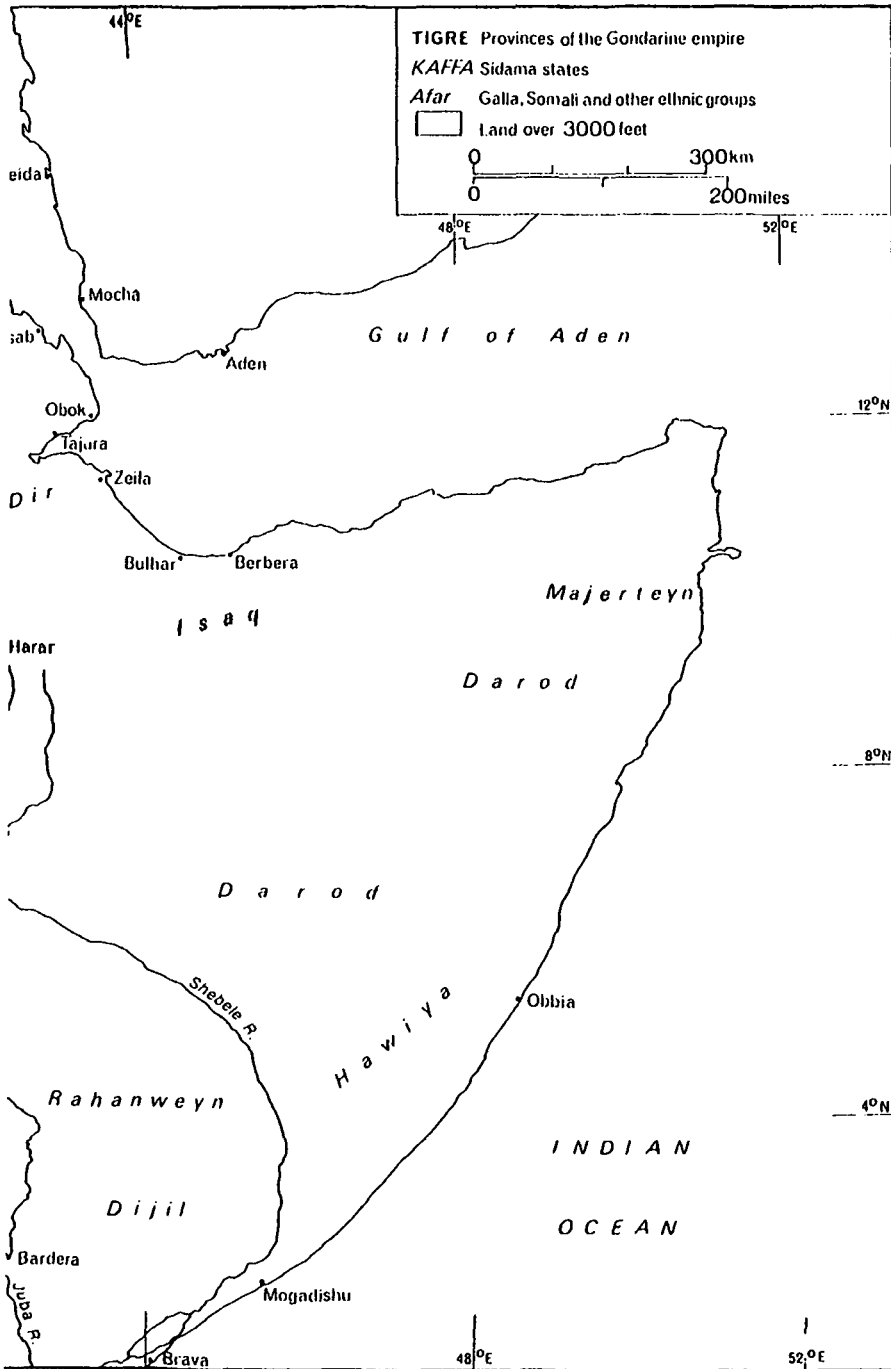 44°E
TIGRE Provinces of the Gondarine empire
KAFFA Sidama states
Afar Galla, Somali and other ethnic groups
Land over 3000 feet
0 300km
0 200miles
eida
48°E 52°E
Mocha
sab
Gulf of Aden
Aden
Obok
12°N
Tajura
Zeila
Dir
Bulhar
Berbera
Majerteyn
Isaq
Harar
Darod
8°N
Darod
Shebele R.
Obbia
Hawiya
Rahanweyn
4°N
INDIAN
Dijil
OCEAN
Bardera
Mogadishu
Juba R.
Brava
48°E
52°E